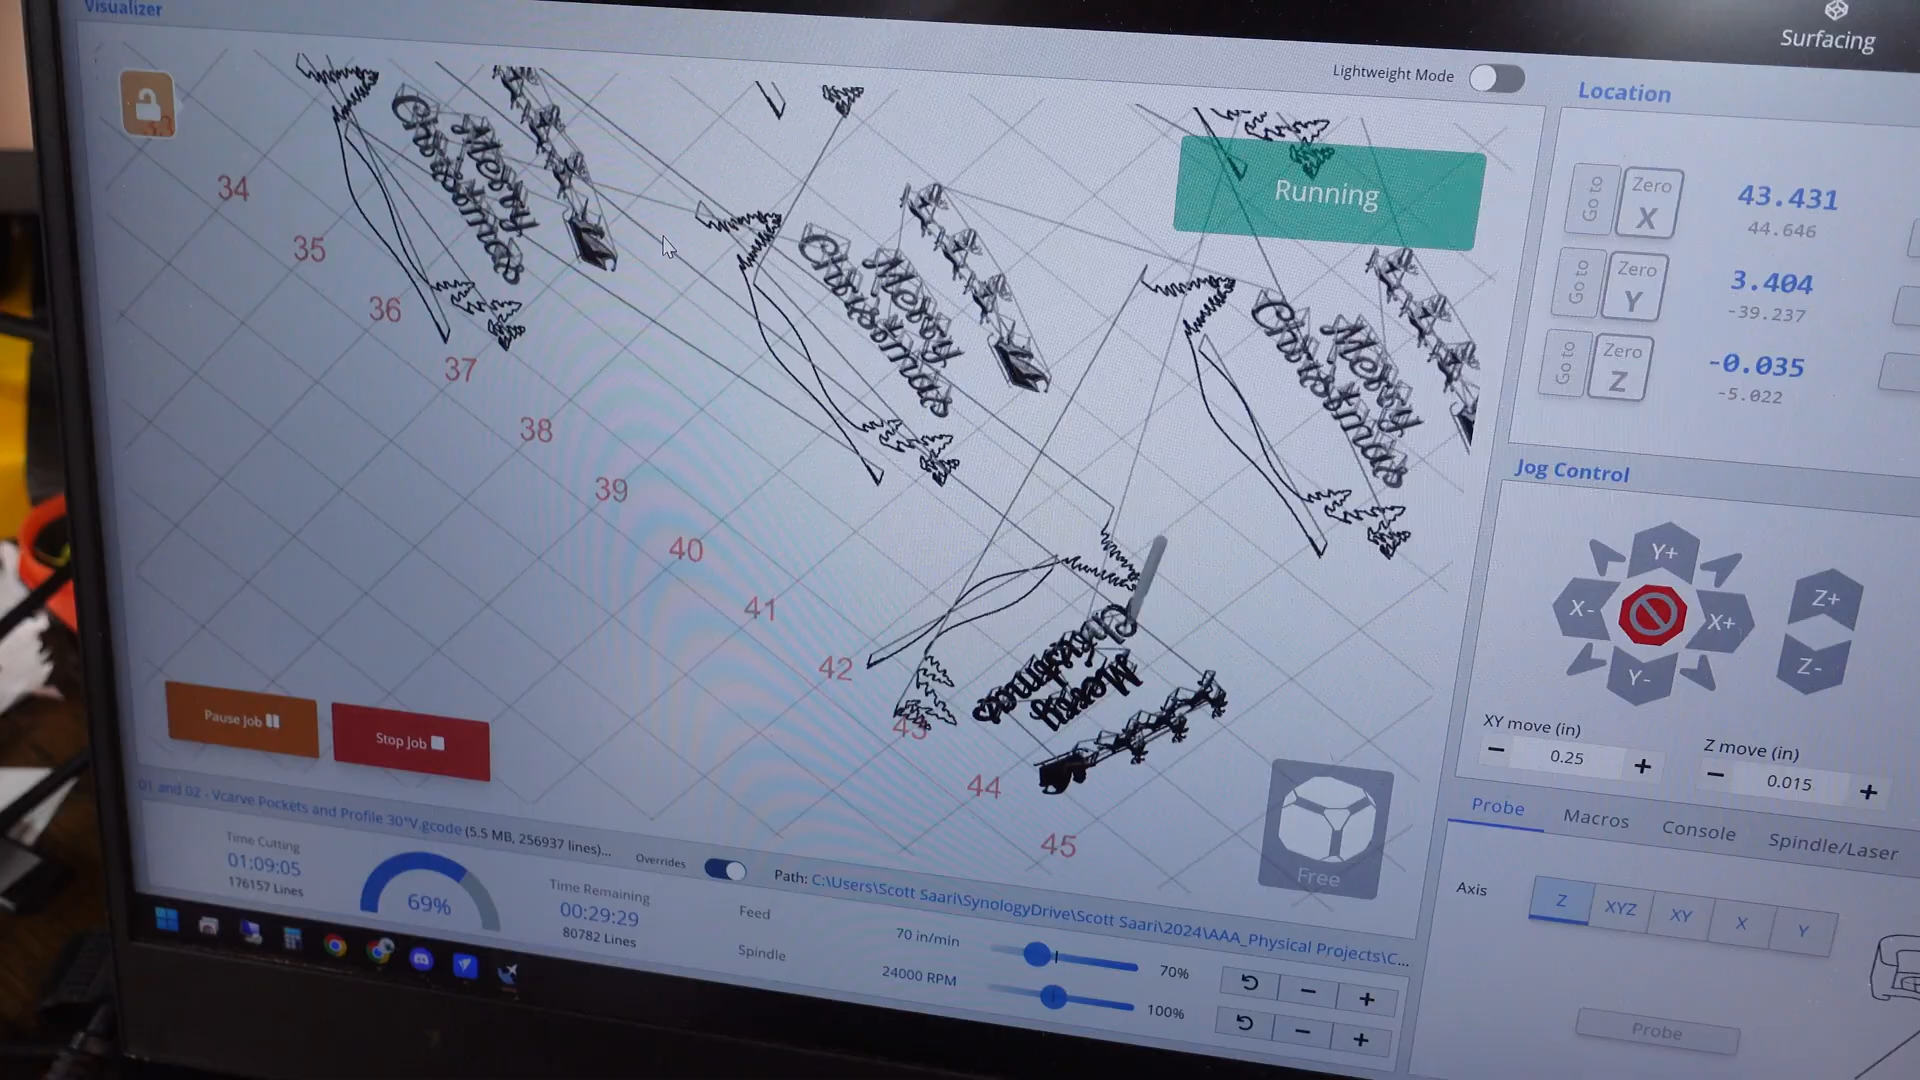 Visualizer
Surfacing
Lightweight Mode
Location
Running
Go to
Zero
X
43.431
44.646
Go to
Zero
Y
3.404
-39.237
Go to
Zero
Z
-0.035
-5.022
Merry
Christmas
Merry
Christmas
Merry
Christmas
Merry
Christmas
34
35
36
37
38
39
40
41
42
43
44
45
Jog Control
Y+
X-
X+
Y-
Z+
Z-
XY move (in)
Z move (in)
− 0.25 +
− 0.015 +
Pause Job
Stop Job
Free
Probe Macros Console Spindle/Laser
01 and 02 - Vcarve Pockets and Profile 30°V.gcode (5.5 MB, 256937 lines)...
Overrides
Path: C:\Users\Scott Saari\SynologyDrive\Scott Saari\2024\AAA_Physical Projects\C...
Time Cutting
01:09:05
176157 Lines
69%
Time Remaining
00:29:29
80782 Lines
Feed
70 in/min
70%
− +
Spindle
24000 RPM
100%
− +
Axis
Z XYZ XY X Y
Probe